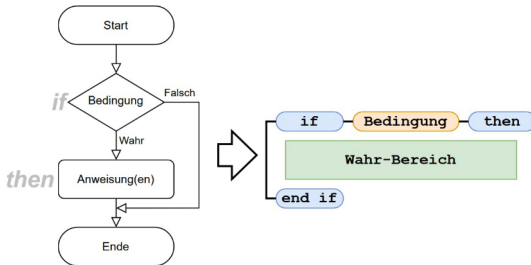 Start
if
Bedingung
Falsch
Wahr
then
Anweisung(en)
Ende
if Bedingung then
Wahr-Bereich
end if